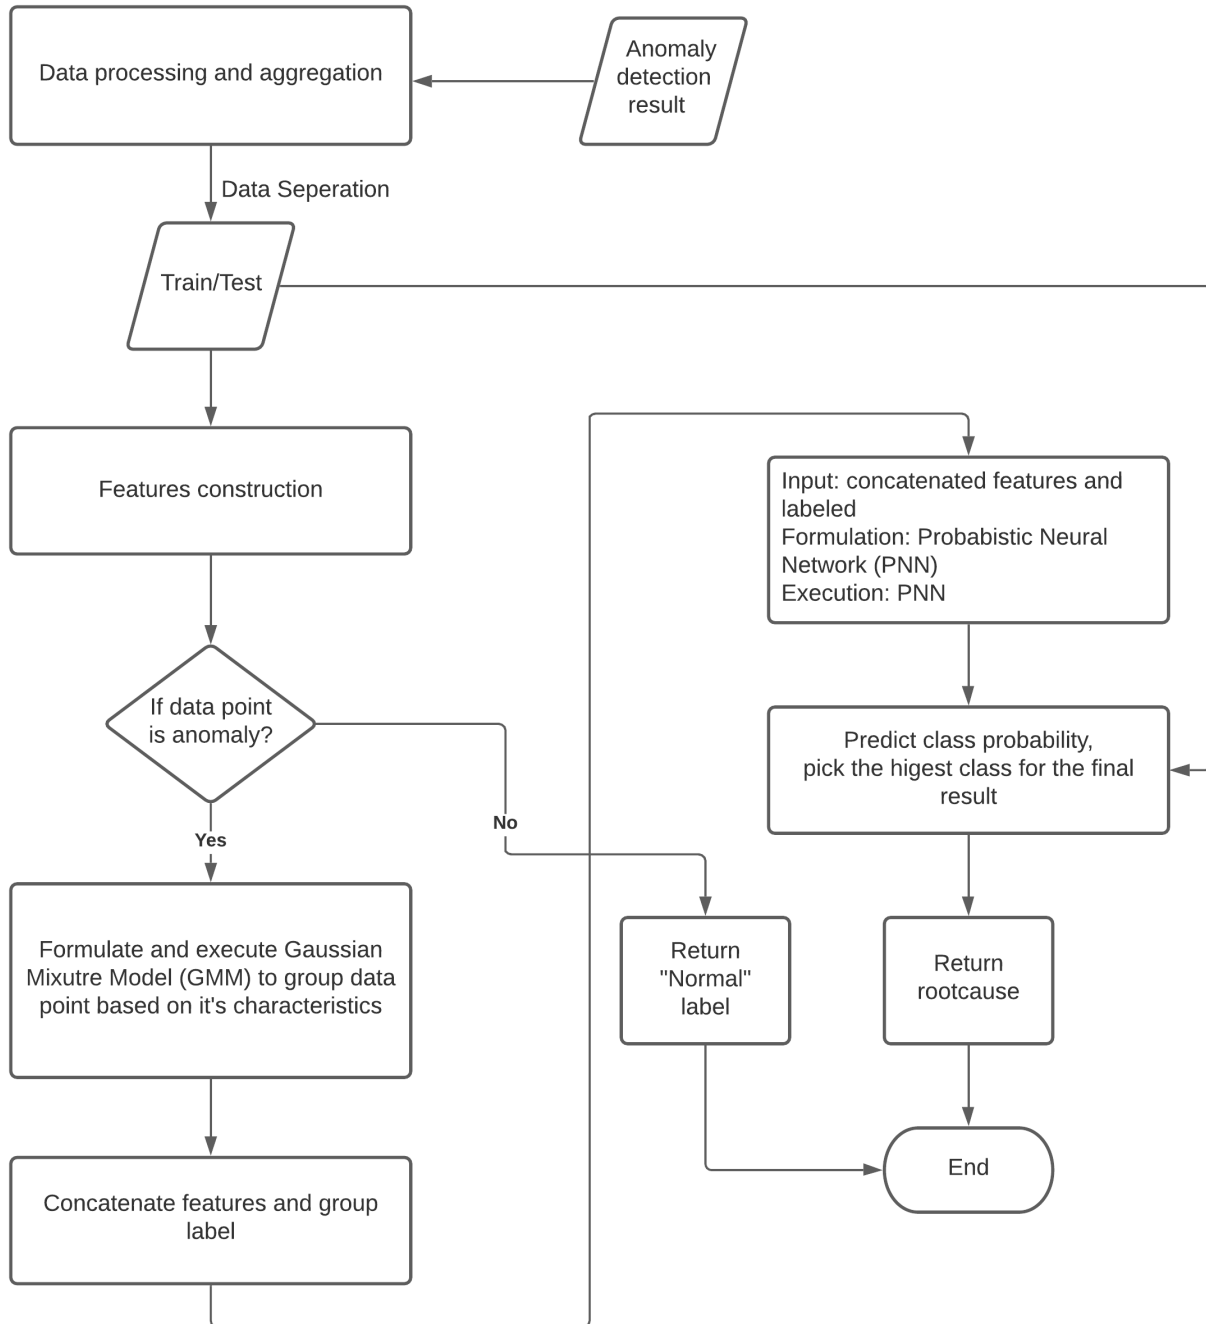 Data processing and aggregation
Anomaly
detection
result
Data Seperation
Train/Test
Features construction
If data point
is anomaly?
Yes
No
Formulate and execute Gaussian
Mixutre Model (GMM) to group data
point based on it's characteristics
Concatenate features and group
label
Input: concatenated features and
labeled
Formulation: Probabistic Neural
Network (PNN)
Execution: PNN
Predict class probability,
pick the higest class for the final
result
Return
"Normal"
label
Return
rootcause
End